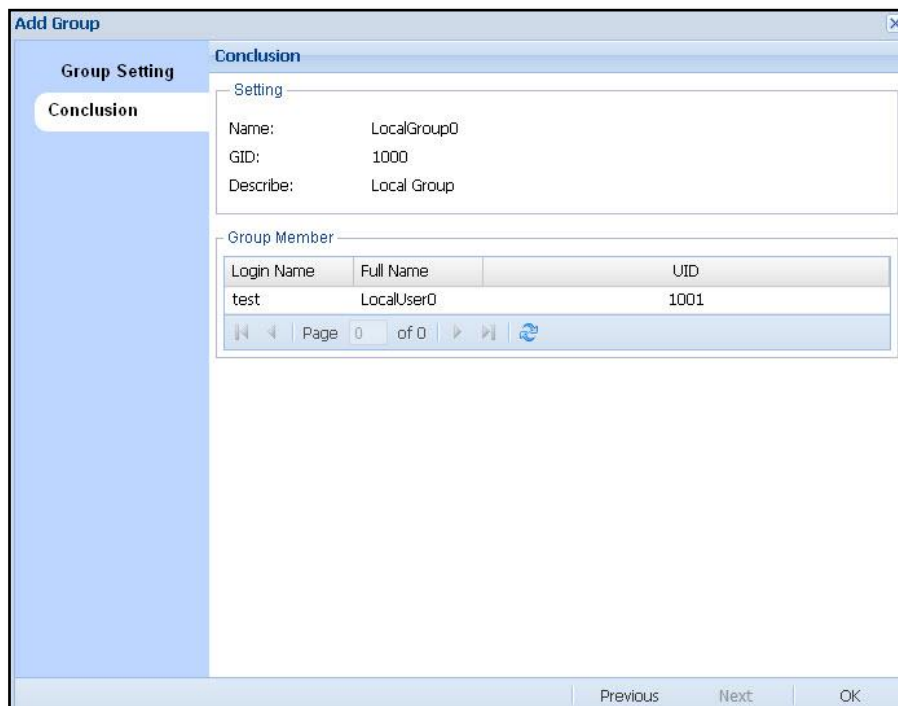 Add Group
Group Setting
Conclusion
Conclusion
Setting
Name: LocalGroup0
GID: 1000
Describe: Local Group
Group Member
Login Name Full Name UID
test LocalUser0 1001
Page 0 of 0
Previous Next OK